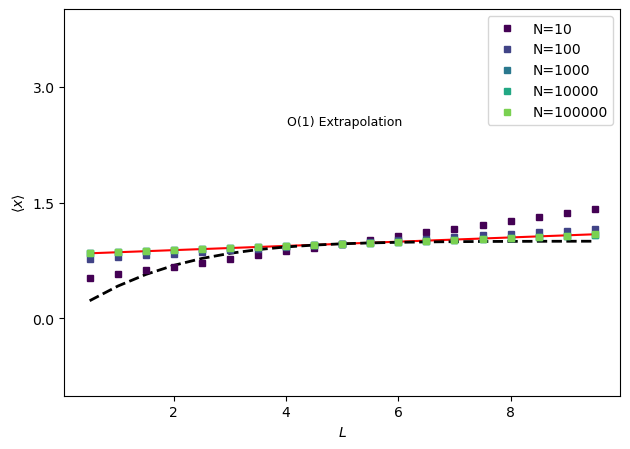 N=10
N=100
N=1000
N=10000
N=100000
O(1) Extrapolation
3.0
1.5
0.0
⟨x⟩
2 4 6 8
L